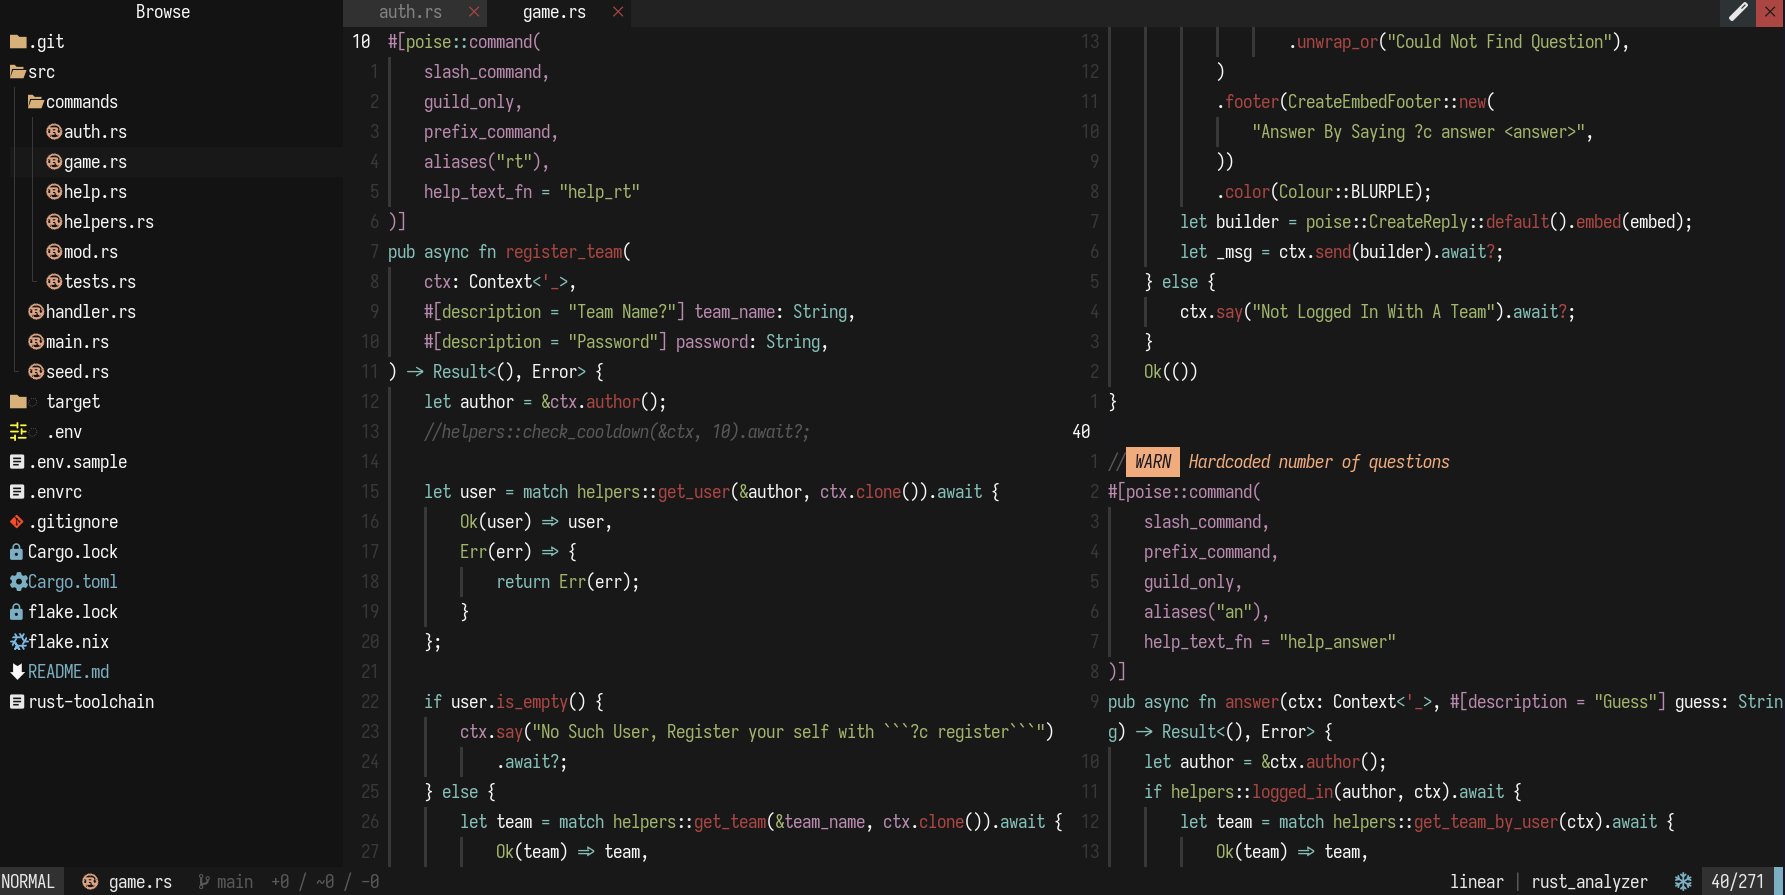 Browse
.git
src
commands
auth.rs
game.rs
help.rs
helpers.rs
mod.rs
tests.rs
handler.rs
main.rs
seed.rs
target
.env
.env.sample
.envrc
.gitignore
Cargo.lock
Cargo.toml
flake.lock
flake.nix
README.md
rust-toolchain
auth.rs × game.rs ×
10 #[poise::command(
1 slash_command,
2 guild_only,
3 prefix_command,
4 aliases("rt"),
5 help_text_fn = "help_rt"
6 )]
7 pub async fn register_team(
8 ctx: Context<'_>,
9 #[description = "Team Name?"] team_name: String,
10 #[description = "Password"] password: String,
11 ) -> Result<(), Error> {
12 let author = &ctx.author();
13 //helpers::check_cooldown(&ctx, 10).await?;
14
15 let user = match helpers::get_user(&author, ctx.clone()).await {
16 Ok(user) => user,
17 Err(err) => {
18 return Err(err);
19 }
20 };
21
22 if user.is_empty() {
23 ctx.say("No Such User, Register your self with ```?c register```")
24 .await?;
25 } else {
26 let team = match helpers::get_team(&team_name, ctx.clone()).await {
27 Ok(team) => team,
13 .unwrap_or("Could Not Find Question"),
12 )
11 .footer(CreateEmbedFooter::new(
10 "Answer By Saying ?c answer <answer>",
9 ))
8 .color(Colour::BLURPLE);
7 let builder = poise::CreateReply::default().embed(embed);
6 let _msg = ctx.send(builder).await?;
5 } else {
4 ctx.say("Not Logged In With A Team").await?;
3 }
2 Ok(())
1 }
40
1 // WARN Hardcoded number of questions
2 #[poise::command(
3 slash_command,
4 prefix_command,
5 guild_only,
6 aliases("an"),
7 help_text_fn = "help_answer"
8 )]
9 pub async fn answer(ctx: Context<'_>, #[description = "Guess"] guess: Strin
g) -> Result<(), Error> {
10 let author = &ctx.author();
11 if helpers::logged_in(author, ctx).await {
12 let team = match helpers::get_team_by_user(ctx).await {
13 Ok(team) => team,
NORMAL game.rs main +0 / ~0 / -0 linear | rust_analyzer 40/271